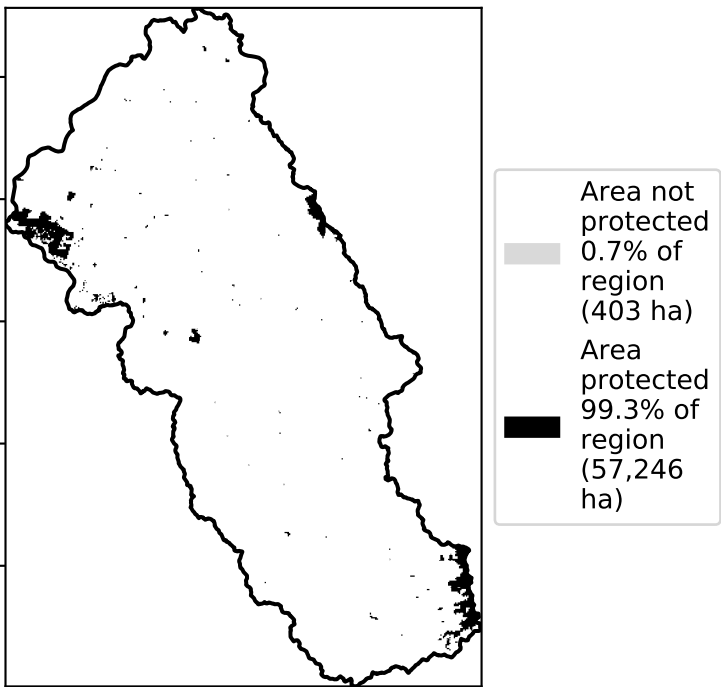 Area not
protected
0.7% of
region
(403 ha)
Area
protected
99.3% of
region
(57,246
ha)